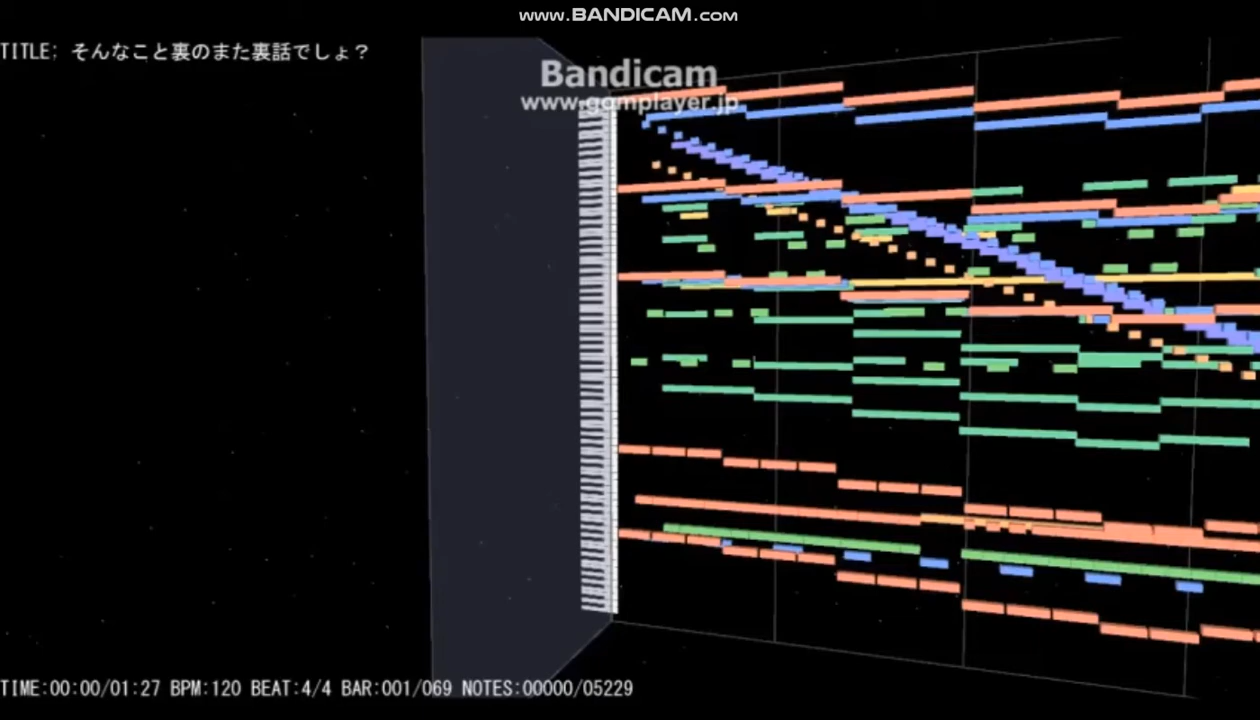 www.BANDICAM.com
TITLE: そんなこと裏のまた裏話でしょ？
Bandicam
www.gomplayer.jp
TIME:00:00/01:27 BPM:120 BEAT:4/4 BAR:001/069 NOTES:00000/05229